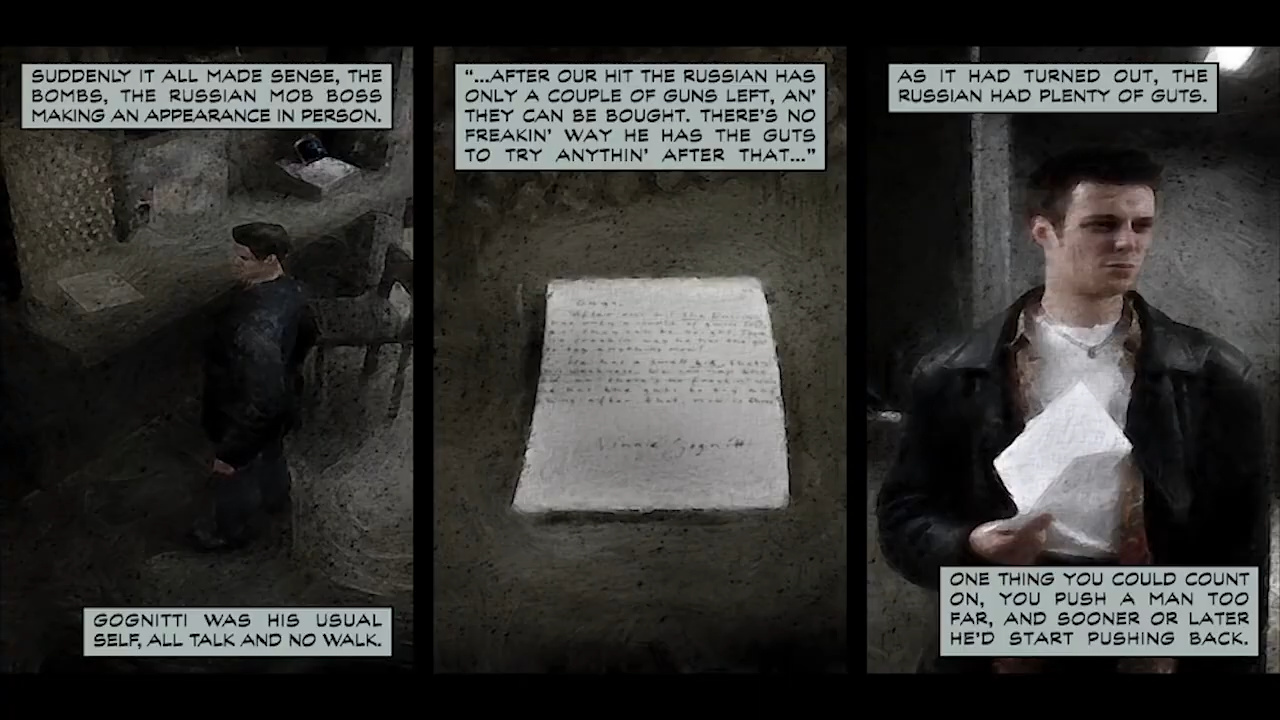 SUDDENLY IT ALL MADE SENSE, THE
BOMBS, THE RUSSIAN MOB BOSS
MAKING AN APPEARANCE IN PERSON.
GOGNITTI WAS HIS USUAL
SELF, ALL TALK AND NO WALK.
“...AFTER OUR HIT THE RUSSIAN HAS
ONLY A COUPLE OF GUNS LEFT, AN’
THEY CAN BE BOUGHT. THERE’S NO
FREAKIN’ WAY HE HAS THE GUTS
TO TRY ANYTHIN’ AFTER THAT...”
Vinnie Gognitti
AS IT HAD TURNED OUT, THE
RUSSIAN HAD PLENTY OF GUTS.
ONE THING YOU COULD COUNT
ON, YOU PUSH A MAN TOO
FAR, AND SOONER OR LATER
HE’D START PUSHING BACK.